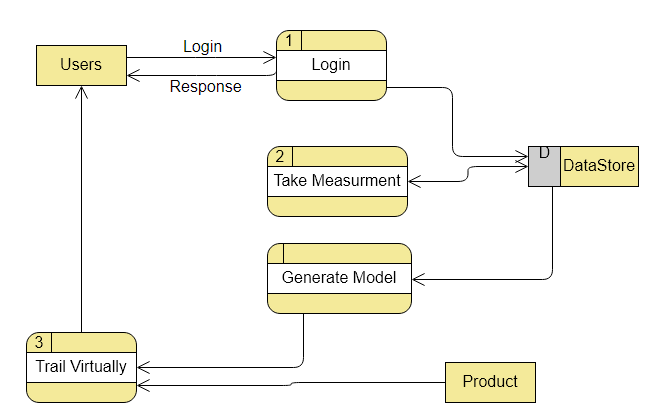 1
Login
Users
Login
Response
2
Take Measurment
D
DataStore
Generate Model
3
Trail Virtually
Product